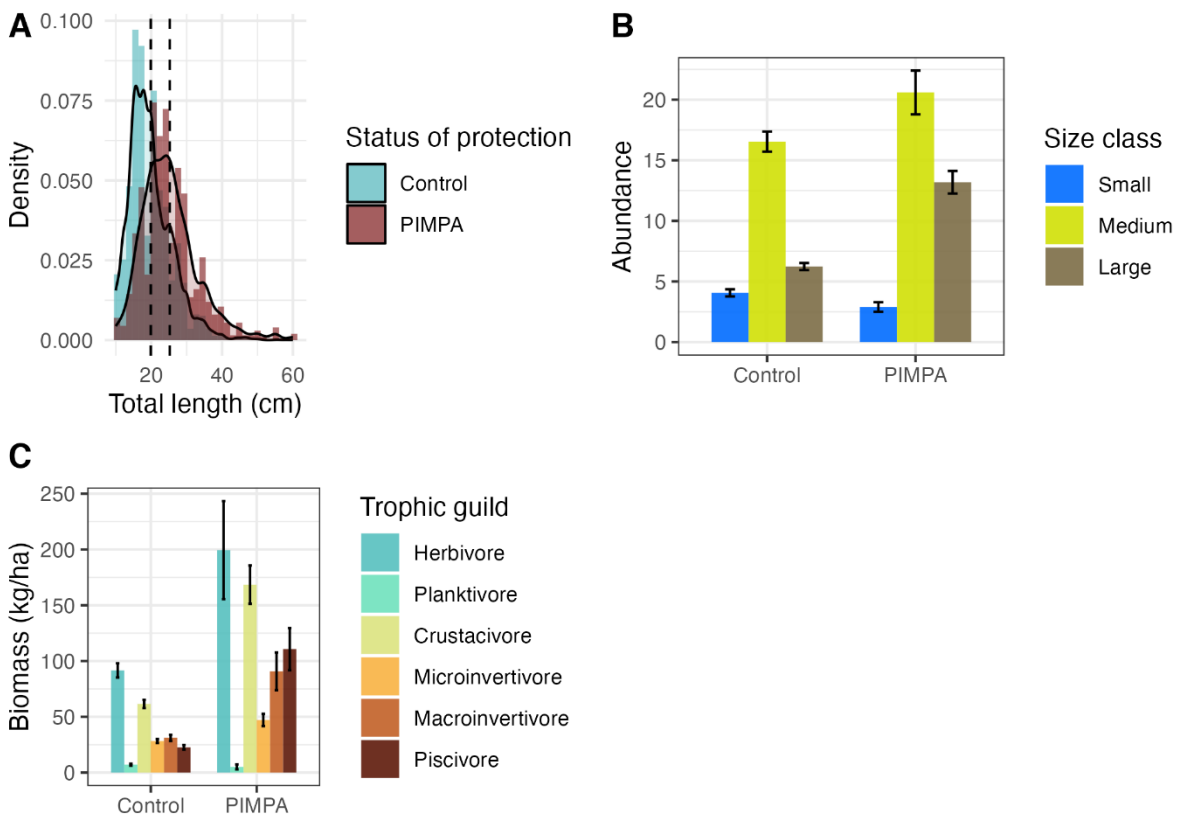 A
0.100
0.075
0.050
0.025
0.000
Density
20
40
60
Total length (cm)
Status of protection
Control
PIMPA
B
20
15
10
5
0
Abundance
Control
PIMPA
Size class
Small
Medium
Large
C
250
200
150
100
50
0
Biomass (kg/ha)
Control
PIMPA
Trophic guild
Herbivore
Planktivore
Crustacivore
Microinvertivore
Macroinvertivore
Piscivore